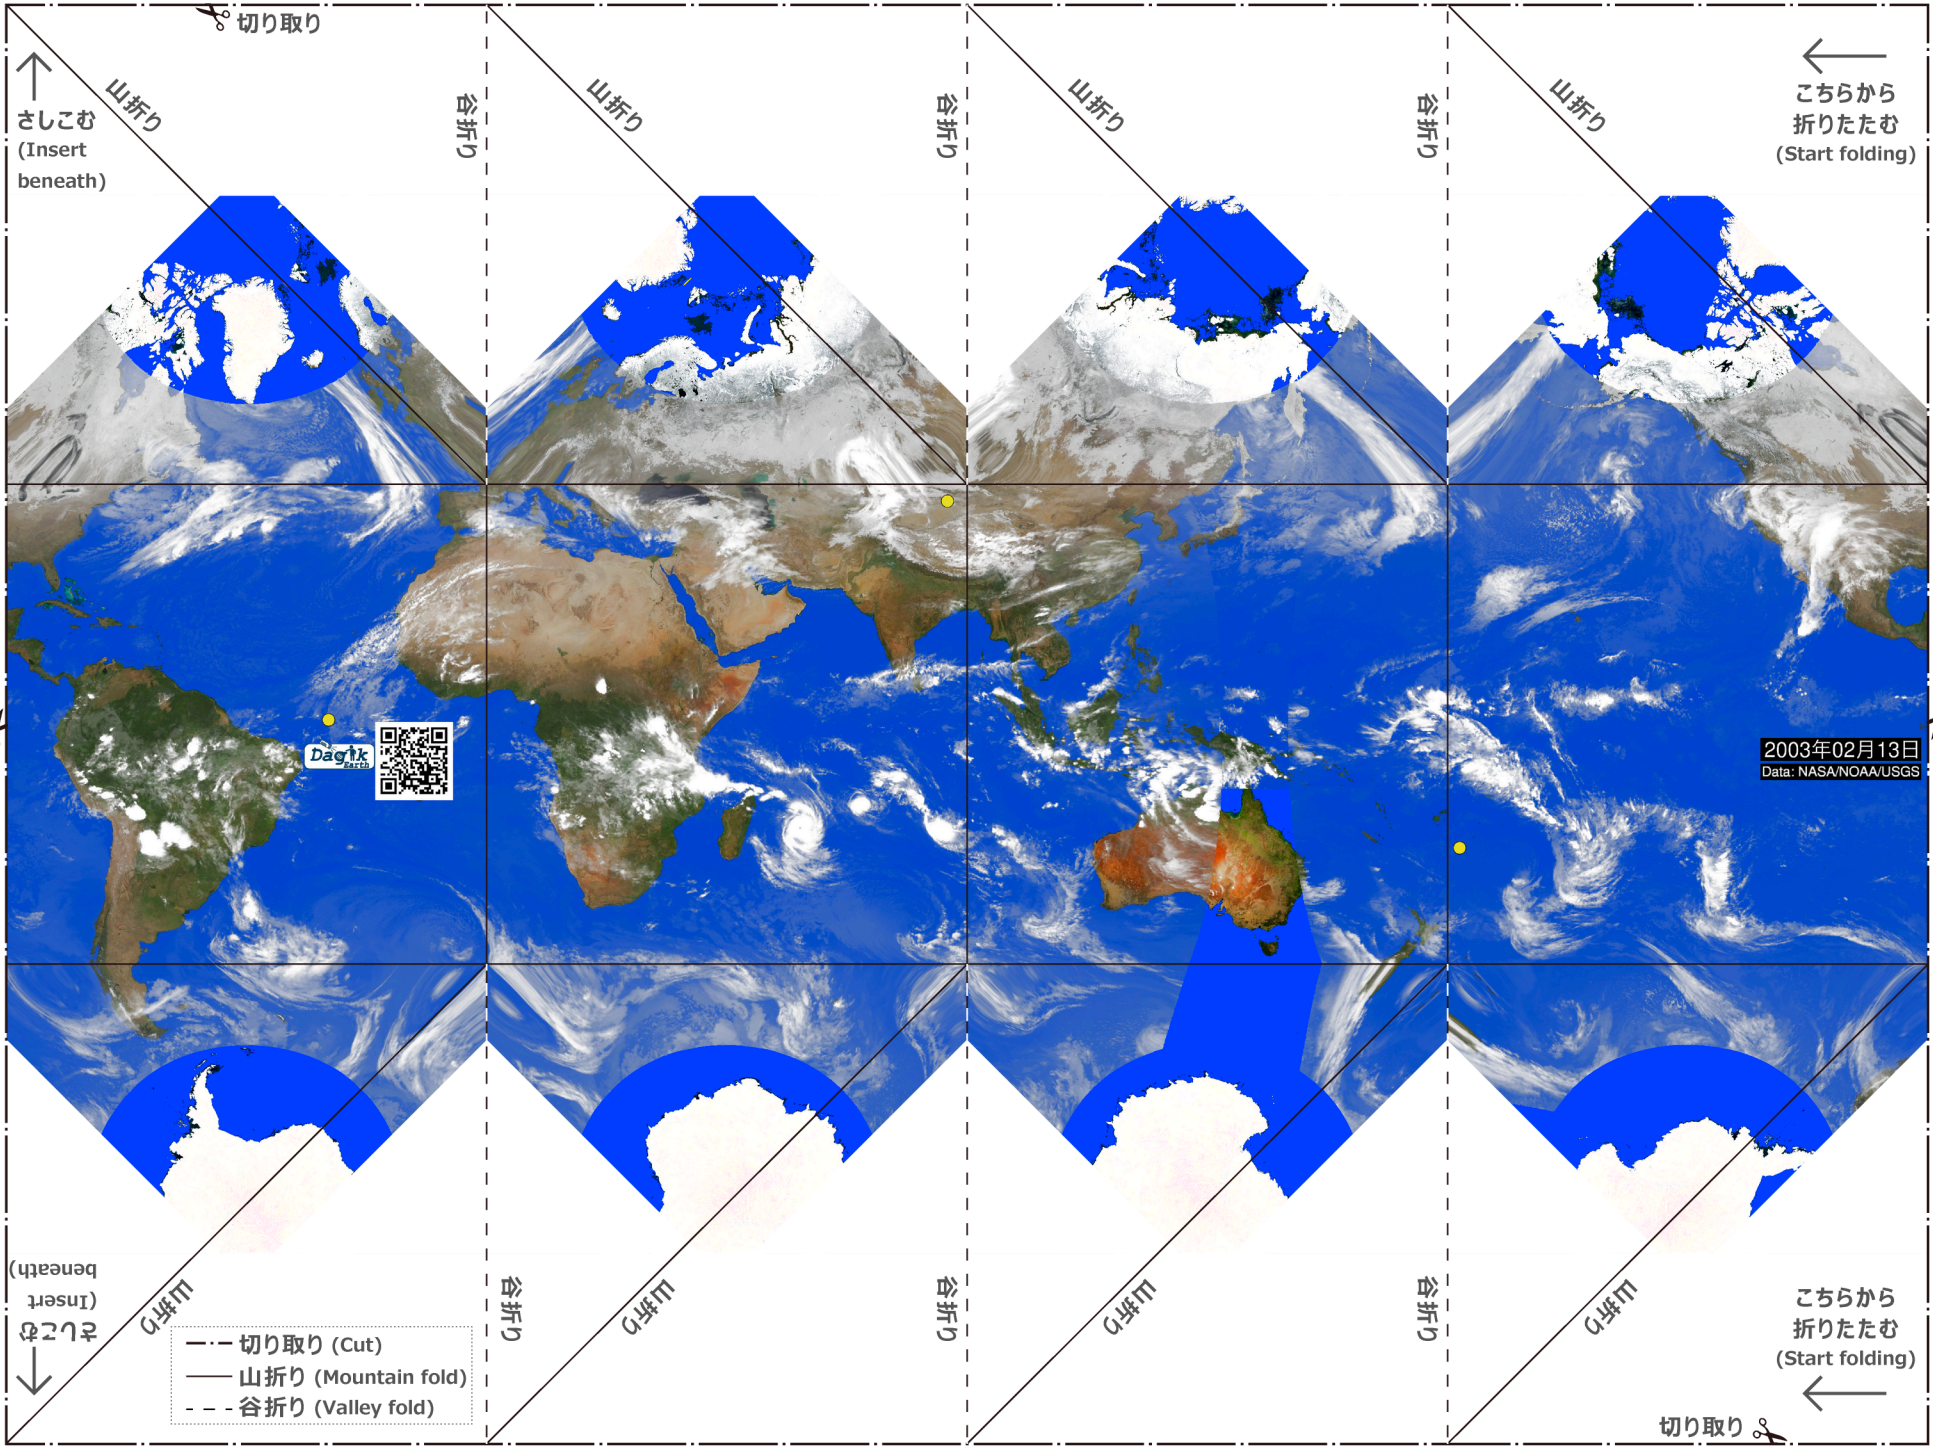 切り取り
山折り
谷折り
山折り
谷折り
山折り
谷折り
山折り
さしこむ
(Insert
beneath)
こちらから
折りたたむ
(Start folding)
Dagik
Earth
2003年02月13日
Data: NASA/NOAA/USGS
さしこむ
(Insert
beneath)
山折り
谷折り
山折り
谷折り
山折り
谷折り
山折り
こちらから
折りたたむ
(Start folding)
切り取り (Cut)
山折り (Mountain fold)
谷折り (Valley fold)
切り取り